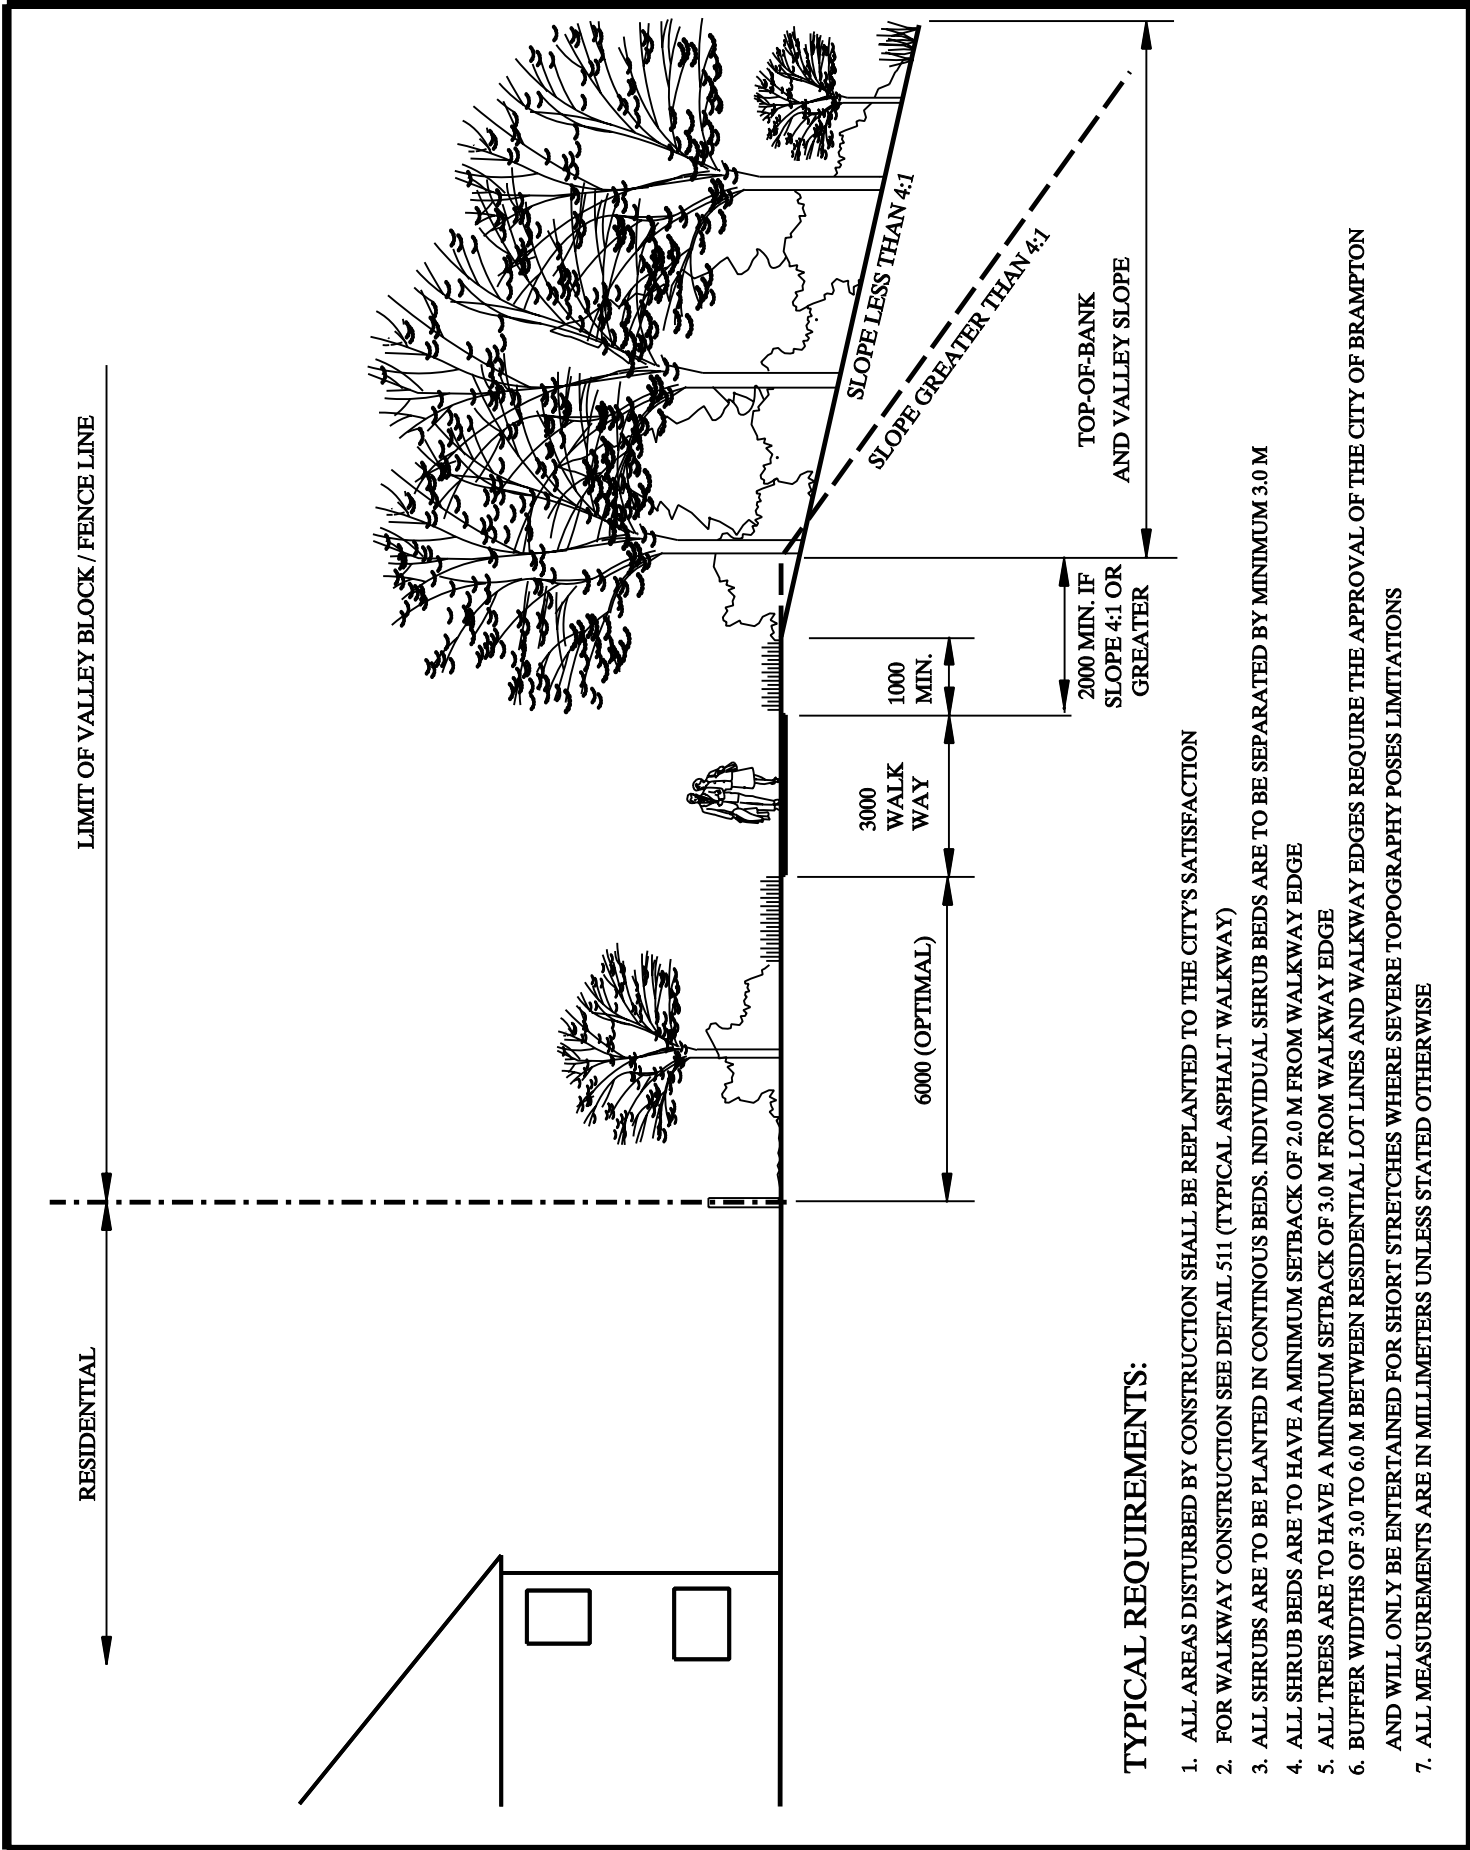 RESIDENTIAL
LIMIT OF VALLEY BLOCK / FENCE LINE
SLOPE LESS THAN 4:1
SLOPE GREATER THAN 4:1
6000 (OPTIMAL)
3000
WALK
WAY
1000
MIN.
2000 MIN. IF
SLOPE 4:1 OR
GREATER
TOP-OF-BANK
AND VALLEY SLOPE
TYPICAL REQUIREMENTS:
1. ALL AREAS DISTURBED BY CONSTRUCTION SHALL BE REPLANTED TO THE CITY'S SATISFACTION
2. FOR WALKWAY CONSTRUCTION SEE DETAIL 511 (TYPICAL ASPHALT WALKWAY)
3. ALL SHRUBS ARE TO BE PLANTED IN CONTINOUS BEDS. INDIVIDUAL SHRUB BEDS ARE TO BE SEPARATED BY MINIMUM 3.0 M
4. ALL SHRUB BEDS ARE TO HAVE A MINIMUM SETBACK OF 2.0 M FROM WALKWAY EDGE
5. ALL TREES ARE TO HAVE A MINIMUM SETBACK OF 3.0 M FROM WALKWAY EDGE
6. BUFFER WIDTHS OF 3.0 TO 6.0 M BETWEEN RESIDENTIAL LOT LINES AND WALKWAY EDGES REQUIRE THE APPROVAL OF THE CITY OF BRAMPTON
AND WILL ONLY BE ENTERTAINED FOR SHORT STRETCHES WHERE SEVERE TOPOGRAPHY POSES LIMITATIONS
7. ALL MEASUREMENTS ARE IN MILLIMETERS UNLESS STATED OTHERWISE